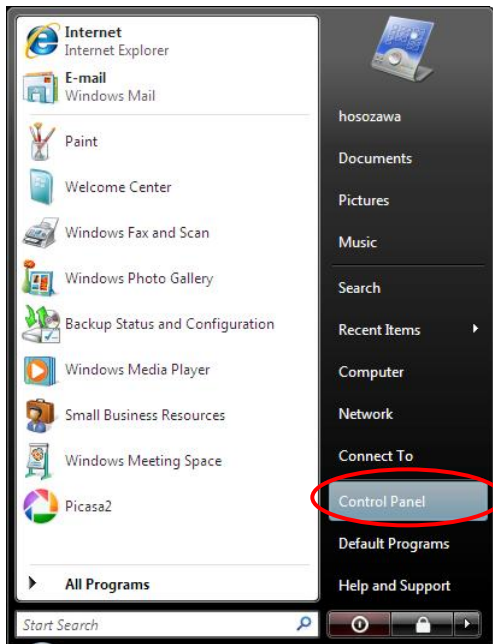 Internet
Internet Explorer
E-mail
Windows Mail
Paint
Welcome Center
Windows Fax and Scan
Windows Photo Gallery
Backup Status and Configuration
Windows Media Player
Small Business Resources
Windows Meeting Space
Picasa2
All Programs
Start Search
hosozawa
Documents
Pictures
Music
Search
Recent Items
Computer
Network
Connect To
Control Panel
Default Programs
Help and Support